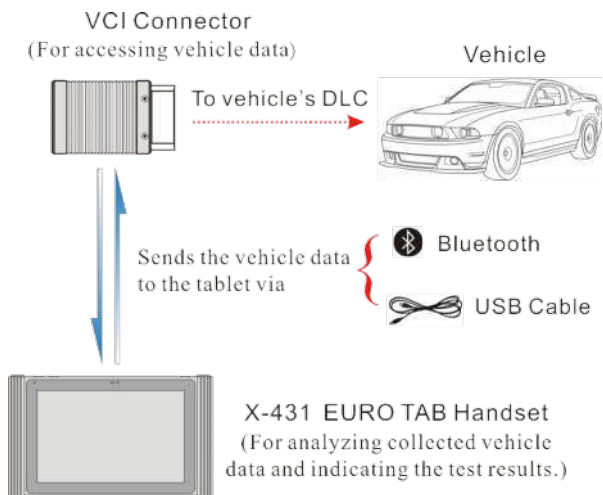 VCI Connector
(For accessing vehicle data)
Vehicle
To vehicle's DLC
Sends the vehicle data
to the tablet via
Bluetooth
USB Cable
X-431 EURO TAB Handset
(For analyzing collected vehicle
data and indicating the test results.)